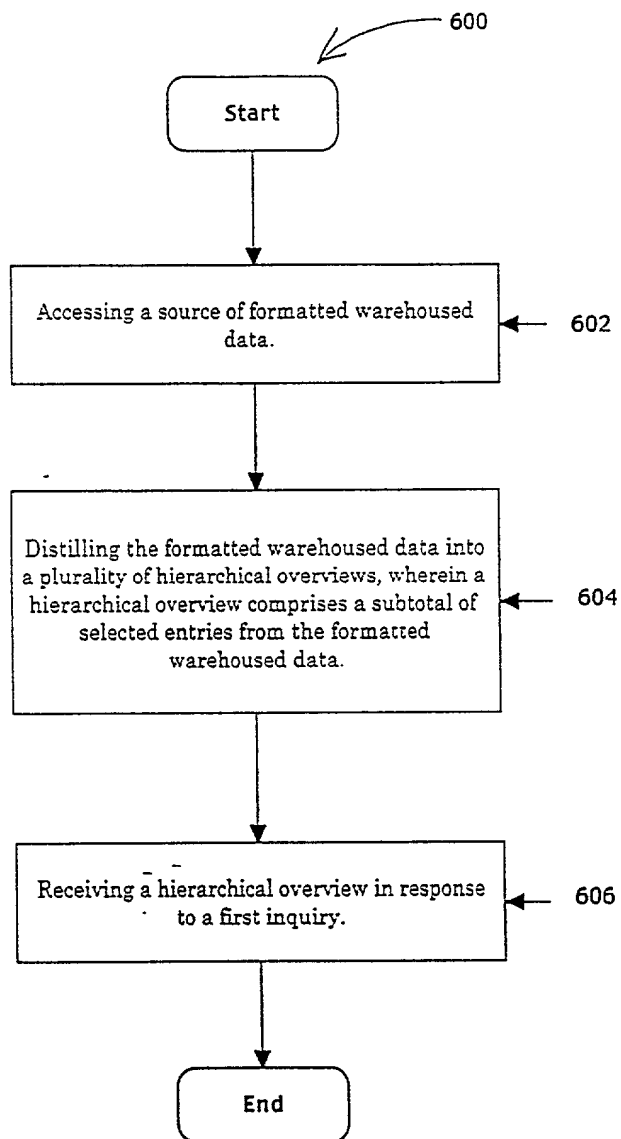 600
Start
Accessing a source of formatted warehoused
data.
602
Distilling the formatted warehoused data into
a plurality of hierarchical overviews, wherein a
hierarchical overview comprises a subtotal of
selected entries from the formatted
warehoused data.
604
Receiving a hierarchical overview in response
to a first inquiry.
606
End